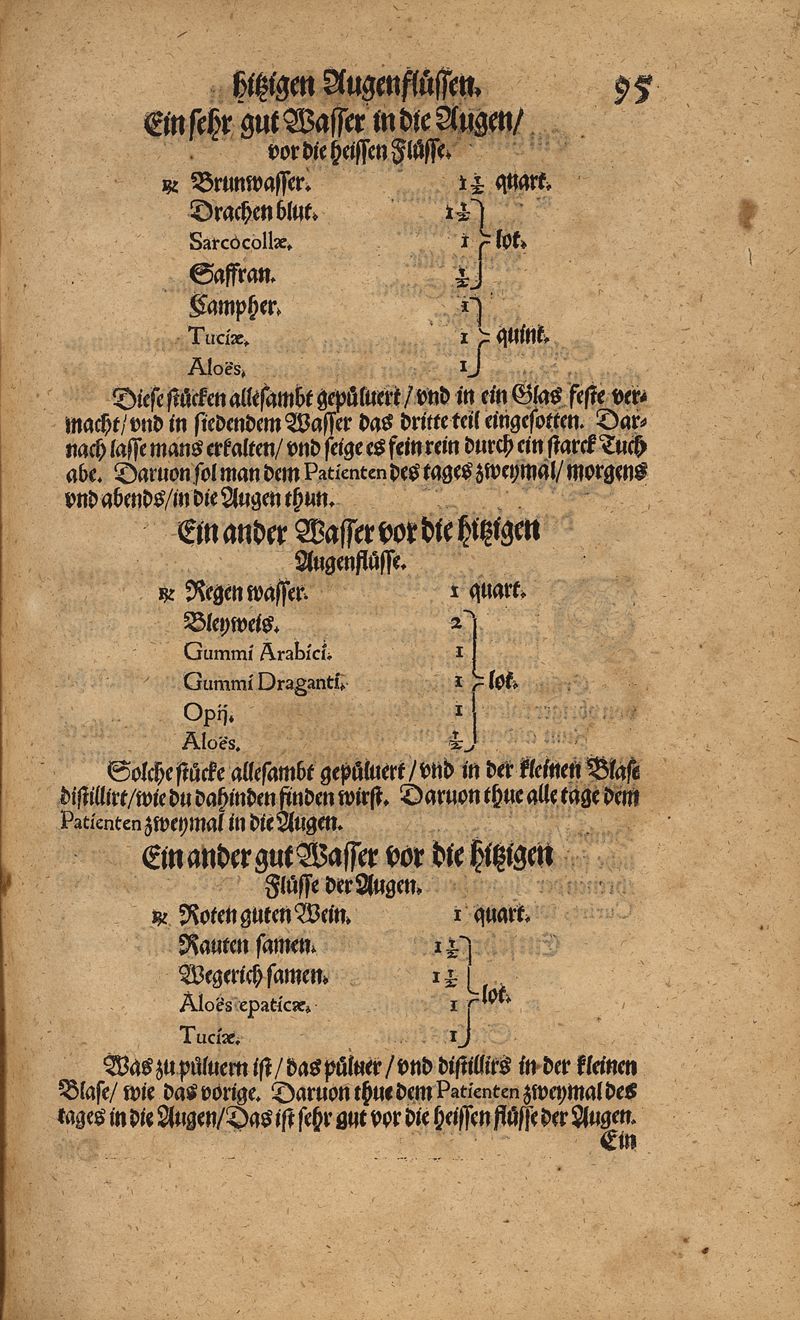 hitzigen Augenflüssen. 95
Ein sehr gut Wasser in die Augen/
vor die heissen Flüsse.
℞ Brunwasser. 1½ quart.
Drachen blut. 1½
Sarcocollæ. 1 lot.
Saffran. ½
Campher. 1
Tuciæ. 1 quint.
Aloës. 1
Diese stücken allesambt gepüluert / vnd in ein Glas feste ver-
macht / vnd in siedendem Wasser das dritte teil eingesotten. Dar-
nach lasse mans erkalten / vnd seige es fein rein durch ein starck Tuch
abe. Daruon sol man dem Patienten des tages zweymal / morgens
vnd abends / in die Augen thun.
Ein ander Wasser vor die hitzigen
Augenflüsse.
℞ Regen wasser. 1 quart.
Bleyweis. 2
Gummi Arabici. 1
Gummi Draganti. 1 lot.
Opij. 1
Aloës. ½
Solche stücke allesambt gepüluert / vnd in der kleinen Blase
distillirt / wie du dahinden finden wirst. Daruon thue alle tage dem
Patienten zweymal in die Augen.
Ein ander gut Wasser vor die hitzigen
Flüsse der Augen.
℞ Roten guten Wein. 1 quart.
Rauten samen. 1½
Wegerich samen. 1½
Aloës epaticæ. 1 lot.
Tuciæ. 1
Was zu püluern ist / das püluer / vnd distillirs in der kleinen
Blase / wie das vorige. Daruon thue dem Patienten zweymal des
tages in die Augen / Das ist sehr gut vor die heissen flüsse der Augen.
Ein